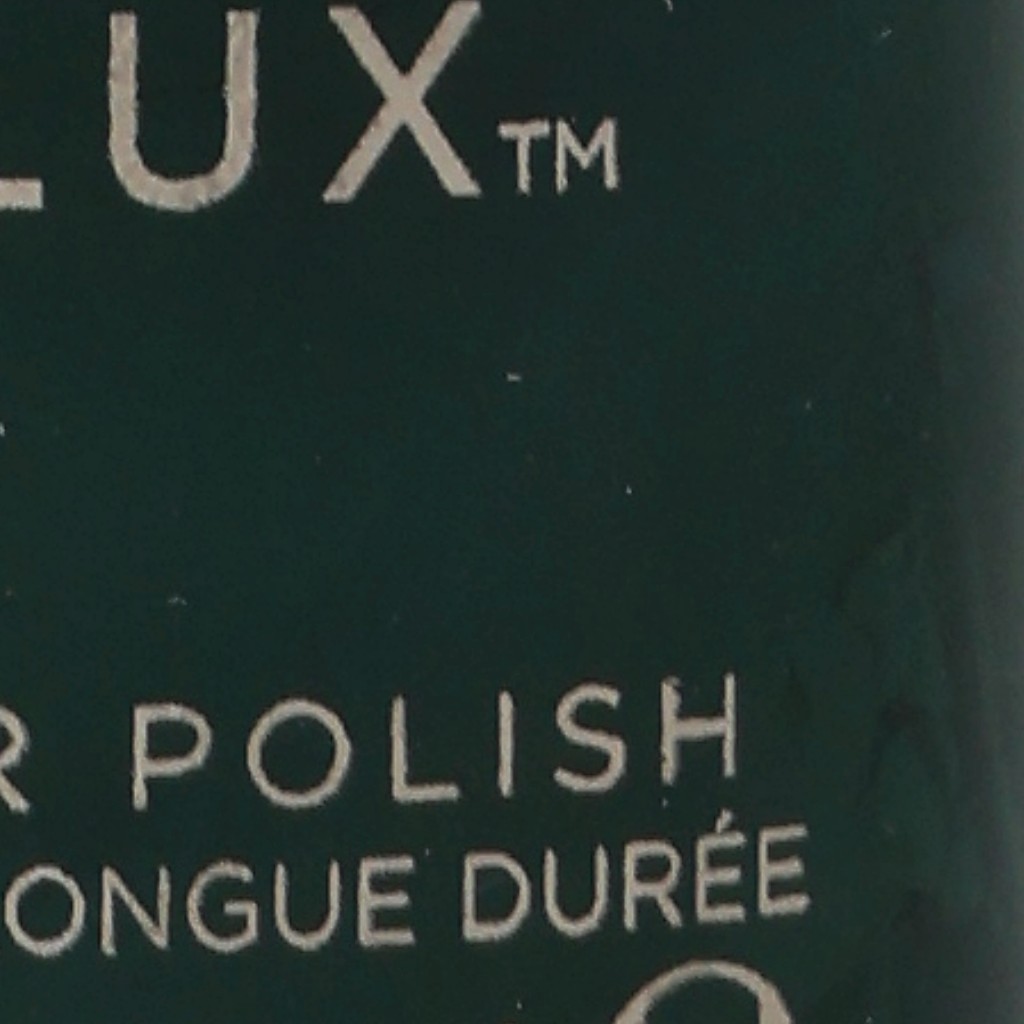 LUX™
R POLISH
ONGUE DURÉE